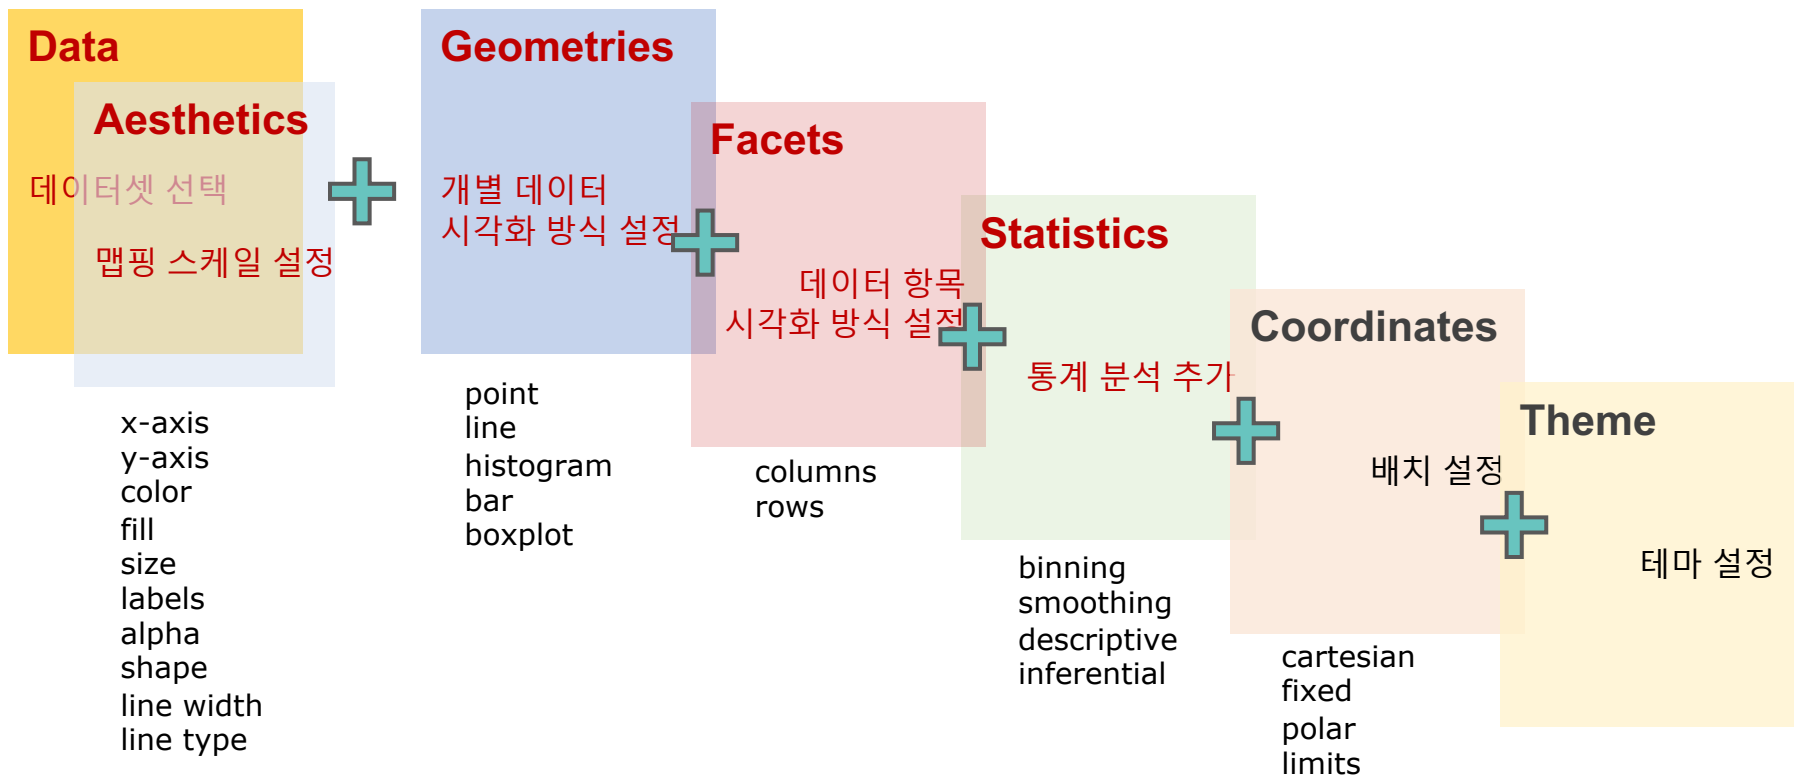 Data
Aesthetics
데이터셋 선택
맵핑 스케일 설정
x-axis
y-axis
color
fill
size
labels
alpha
shape
line width
line type
Geometries
개별 데이터
시각화 방식 설정
point
line
histogram
bar
boxplot
Facets
데이터 항목
시각화 방식 설정
columns
rows
Statistics
통계 분석 추가
binning
smoothing
descriptive
inferential
Coordinates
배치 설정
cartesian
fixed
polar
limits
Theme
테마 설정